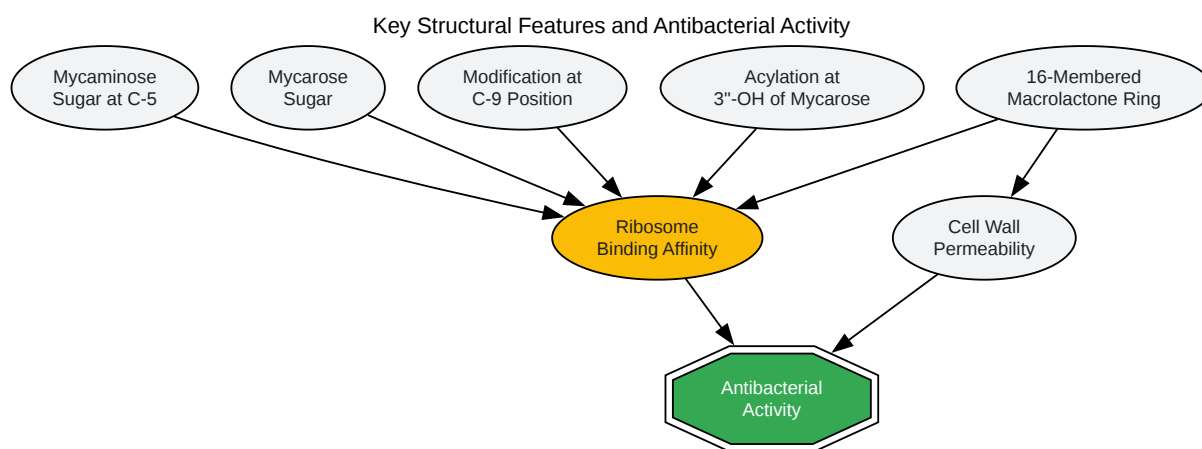 Key Structural Features and Antibacterial Activity
Mycaminose
Sugar at C-5
Mycarose
Sugar
Modification at
C-9 Position
Acylation at
3"-OH of Mycarose
16-Membered
Macrolactone Ring
Ribosome
Binding Affinity
Cell Wall
Permeability
Antibacterial
Activity